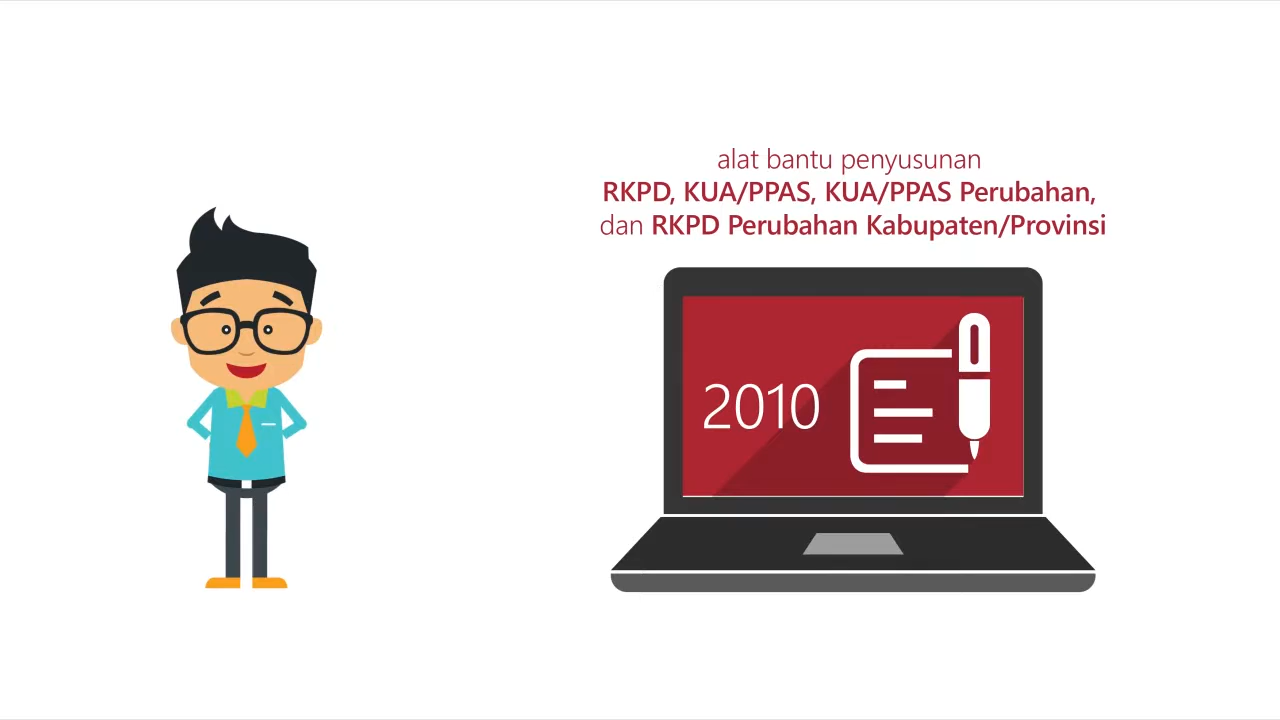 alat bantu penyusunan
RKPD, KUA/PPAS, KUA/PPAS Perubahan,
dan RKPD Perubahan Kabupaten/Provinsi
2010